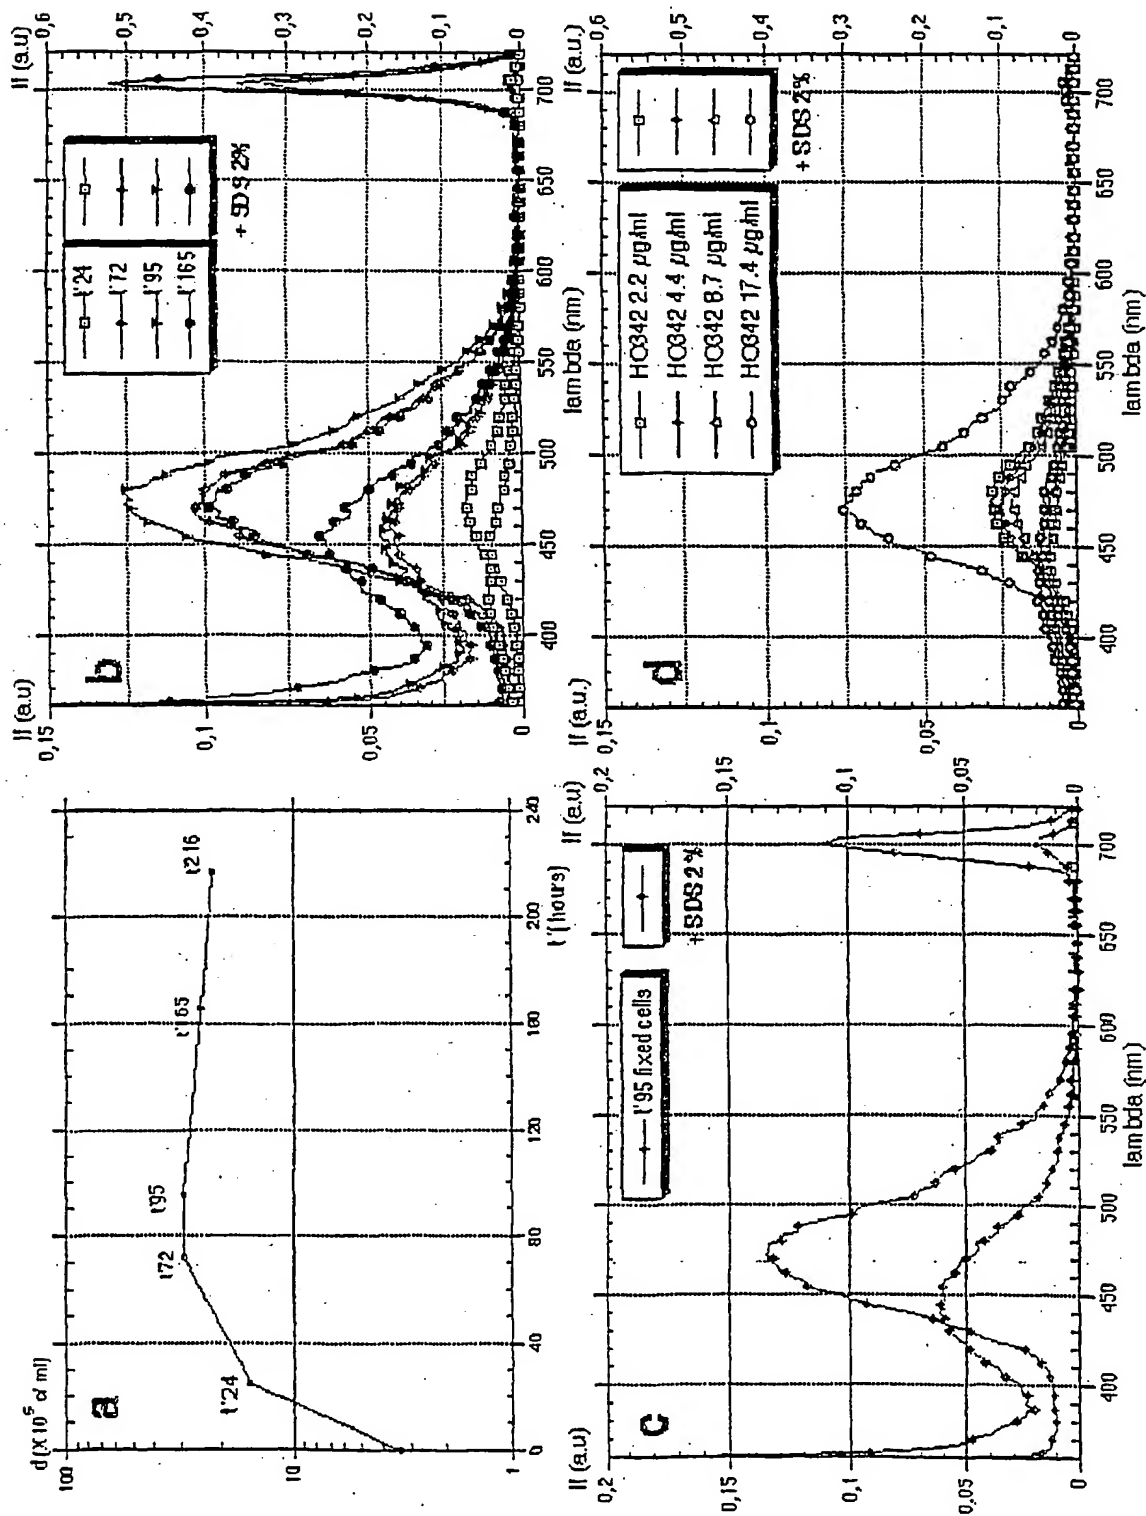 a
d (X 10⁵ c/ ml)
100
10
1
t'24
t'72
t'95
t'165
t'216
0
40
80
120
180
200
240
t'(hours)
b
If (a.u)
0,15
0,1
0,05
0
If (a.u)
0,6
0,5
0,4
0,3
0,2
0,1
0
t'24
t'72
t'95
t'165
+ SDS 2%
400
450
500
550
600
650
700
lambda (nm)
c
If (a.u)
0,2
0,15
0,1
0,05
0
If (a.u)
0,2
0,15
0,1
0,05
0
t'95 fixed cells
+SDS 2%
400
450
500
550
600
650
700
lambda (nm)
d
If (a.u.)
0,15
0,1
0,05
0
If (a.u.)
0,6
0,5
0,4
0,3
0,2
0,1
0
HO342 2.2 µg/ml
HO342 4.4 µg/ml
HO342 8.7 µg/ml
HO342 17.4 µg/ml
+SDS 2%
400
450
500
550
600
650
700
lambda (nm)